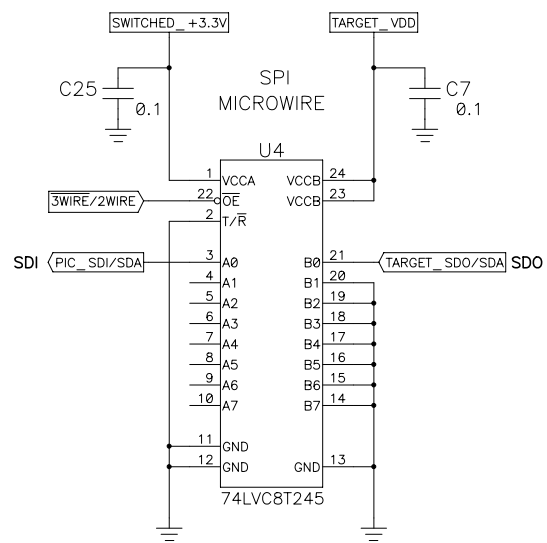 SWITCHED_+3.3V
TARGET_VDD
C25
0.1
SPI
MICROWIRE
C7
0.1
U4
1 VCCA
VCCB 24
3WIRE/2WIRE 22 OE
VCCB 23
2 T/R
SDI PIC_SDI/SDA 3 A0
B0 21 TARGET_SDO/SDA SDO
4 A1
B1 20
5 A2
B2 19
6 A3
B3 18
7 A4
B4 17
8 A5
B5 16
9 A6
B6 15
10 A7
B7 14
11 GND
12 GND
GND 13
74LVC8T245